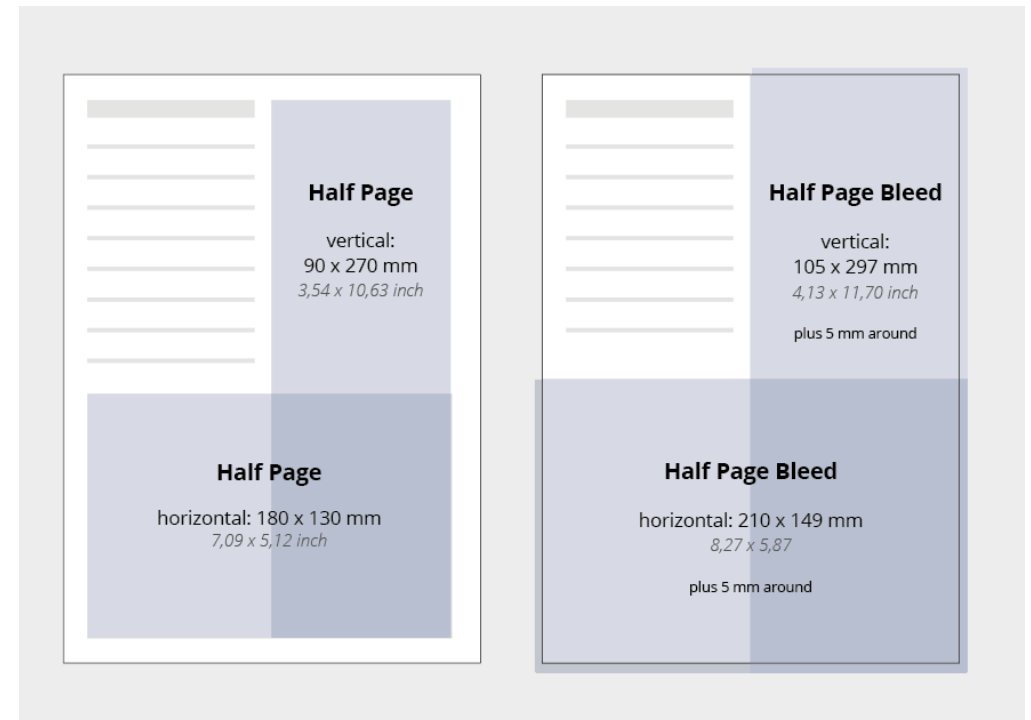 Half Page
vertical:
90 x 270 mm
3,54 x 10,63 inch
Half Page
horizontal: 180 x 130 mm
7,09 x 5,12 inch
Half Page Bleed
vertical:
105 x 297 mm
4,13 x 11,70 inch
plus 5 mm around
Half Page Bleed
horizontal: 210 x 149 mm
8,27 x 5,87
plus 5 mm around